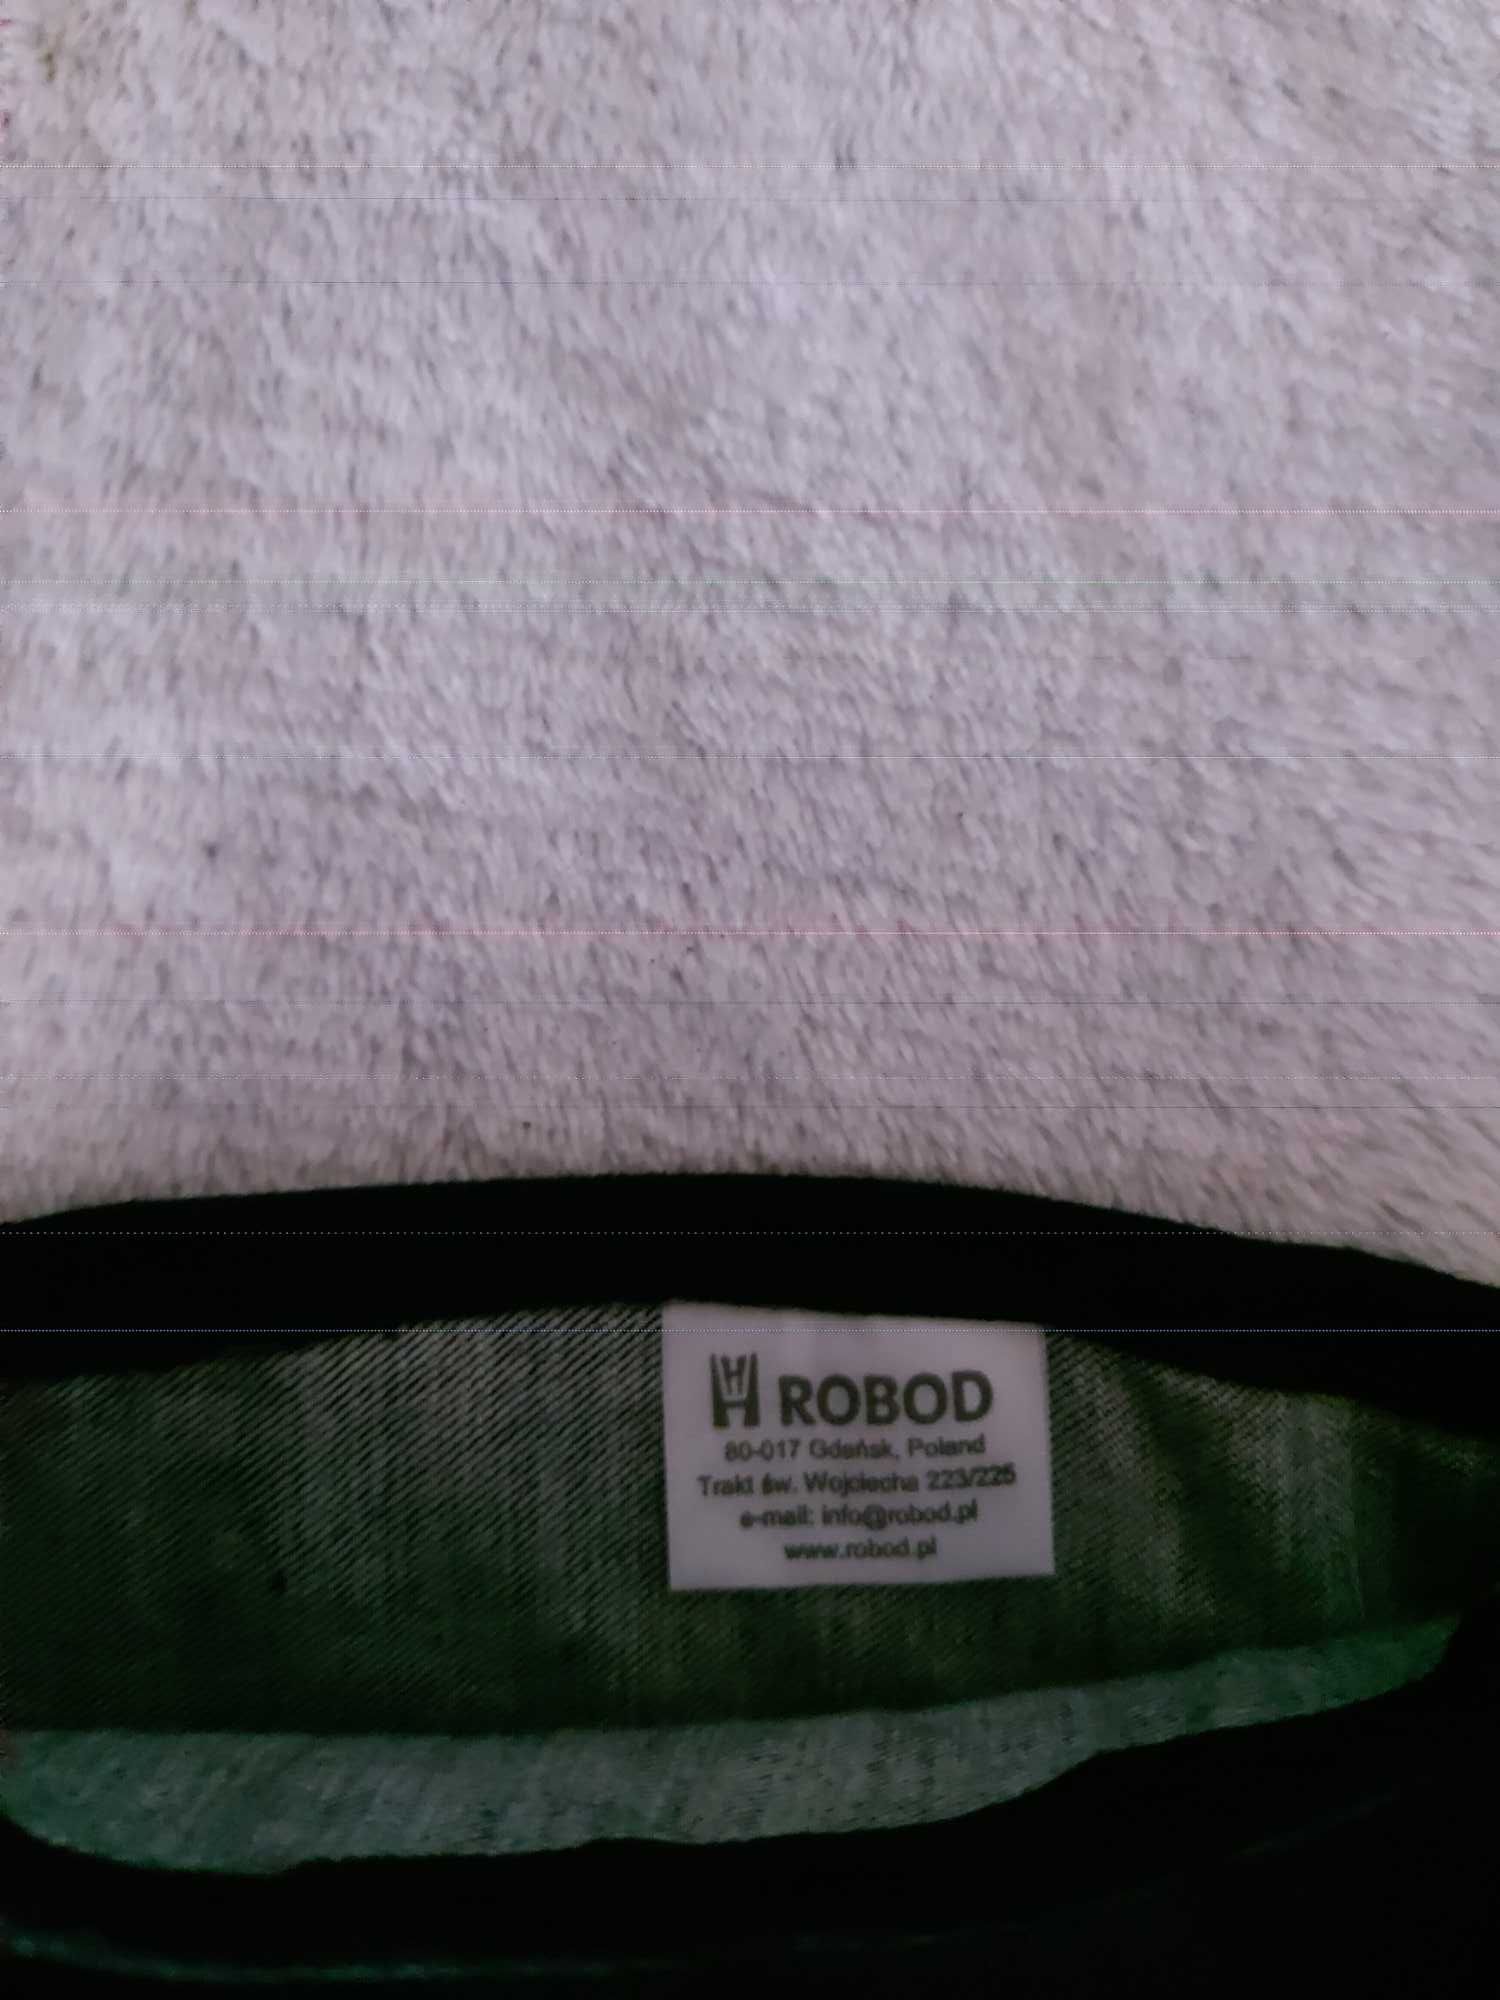 ROBOD
80-017 Gdańsk, Poland
Trakt św. Wojciecha 223/225
e-mail: info@robod.pl
www.robod.pl